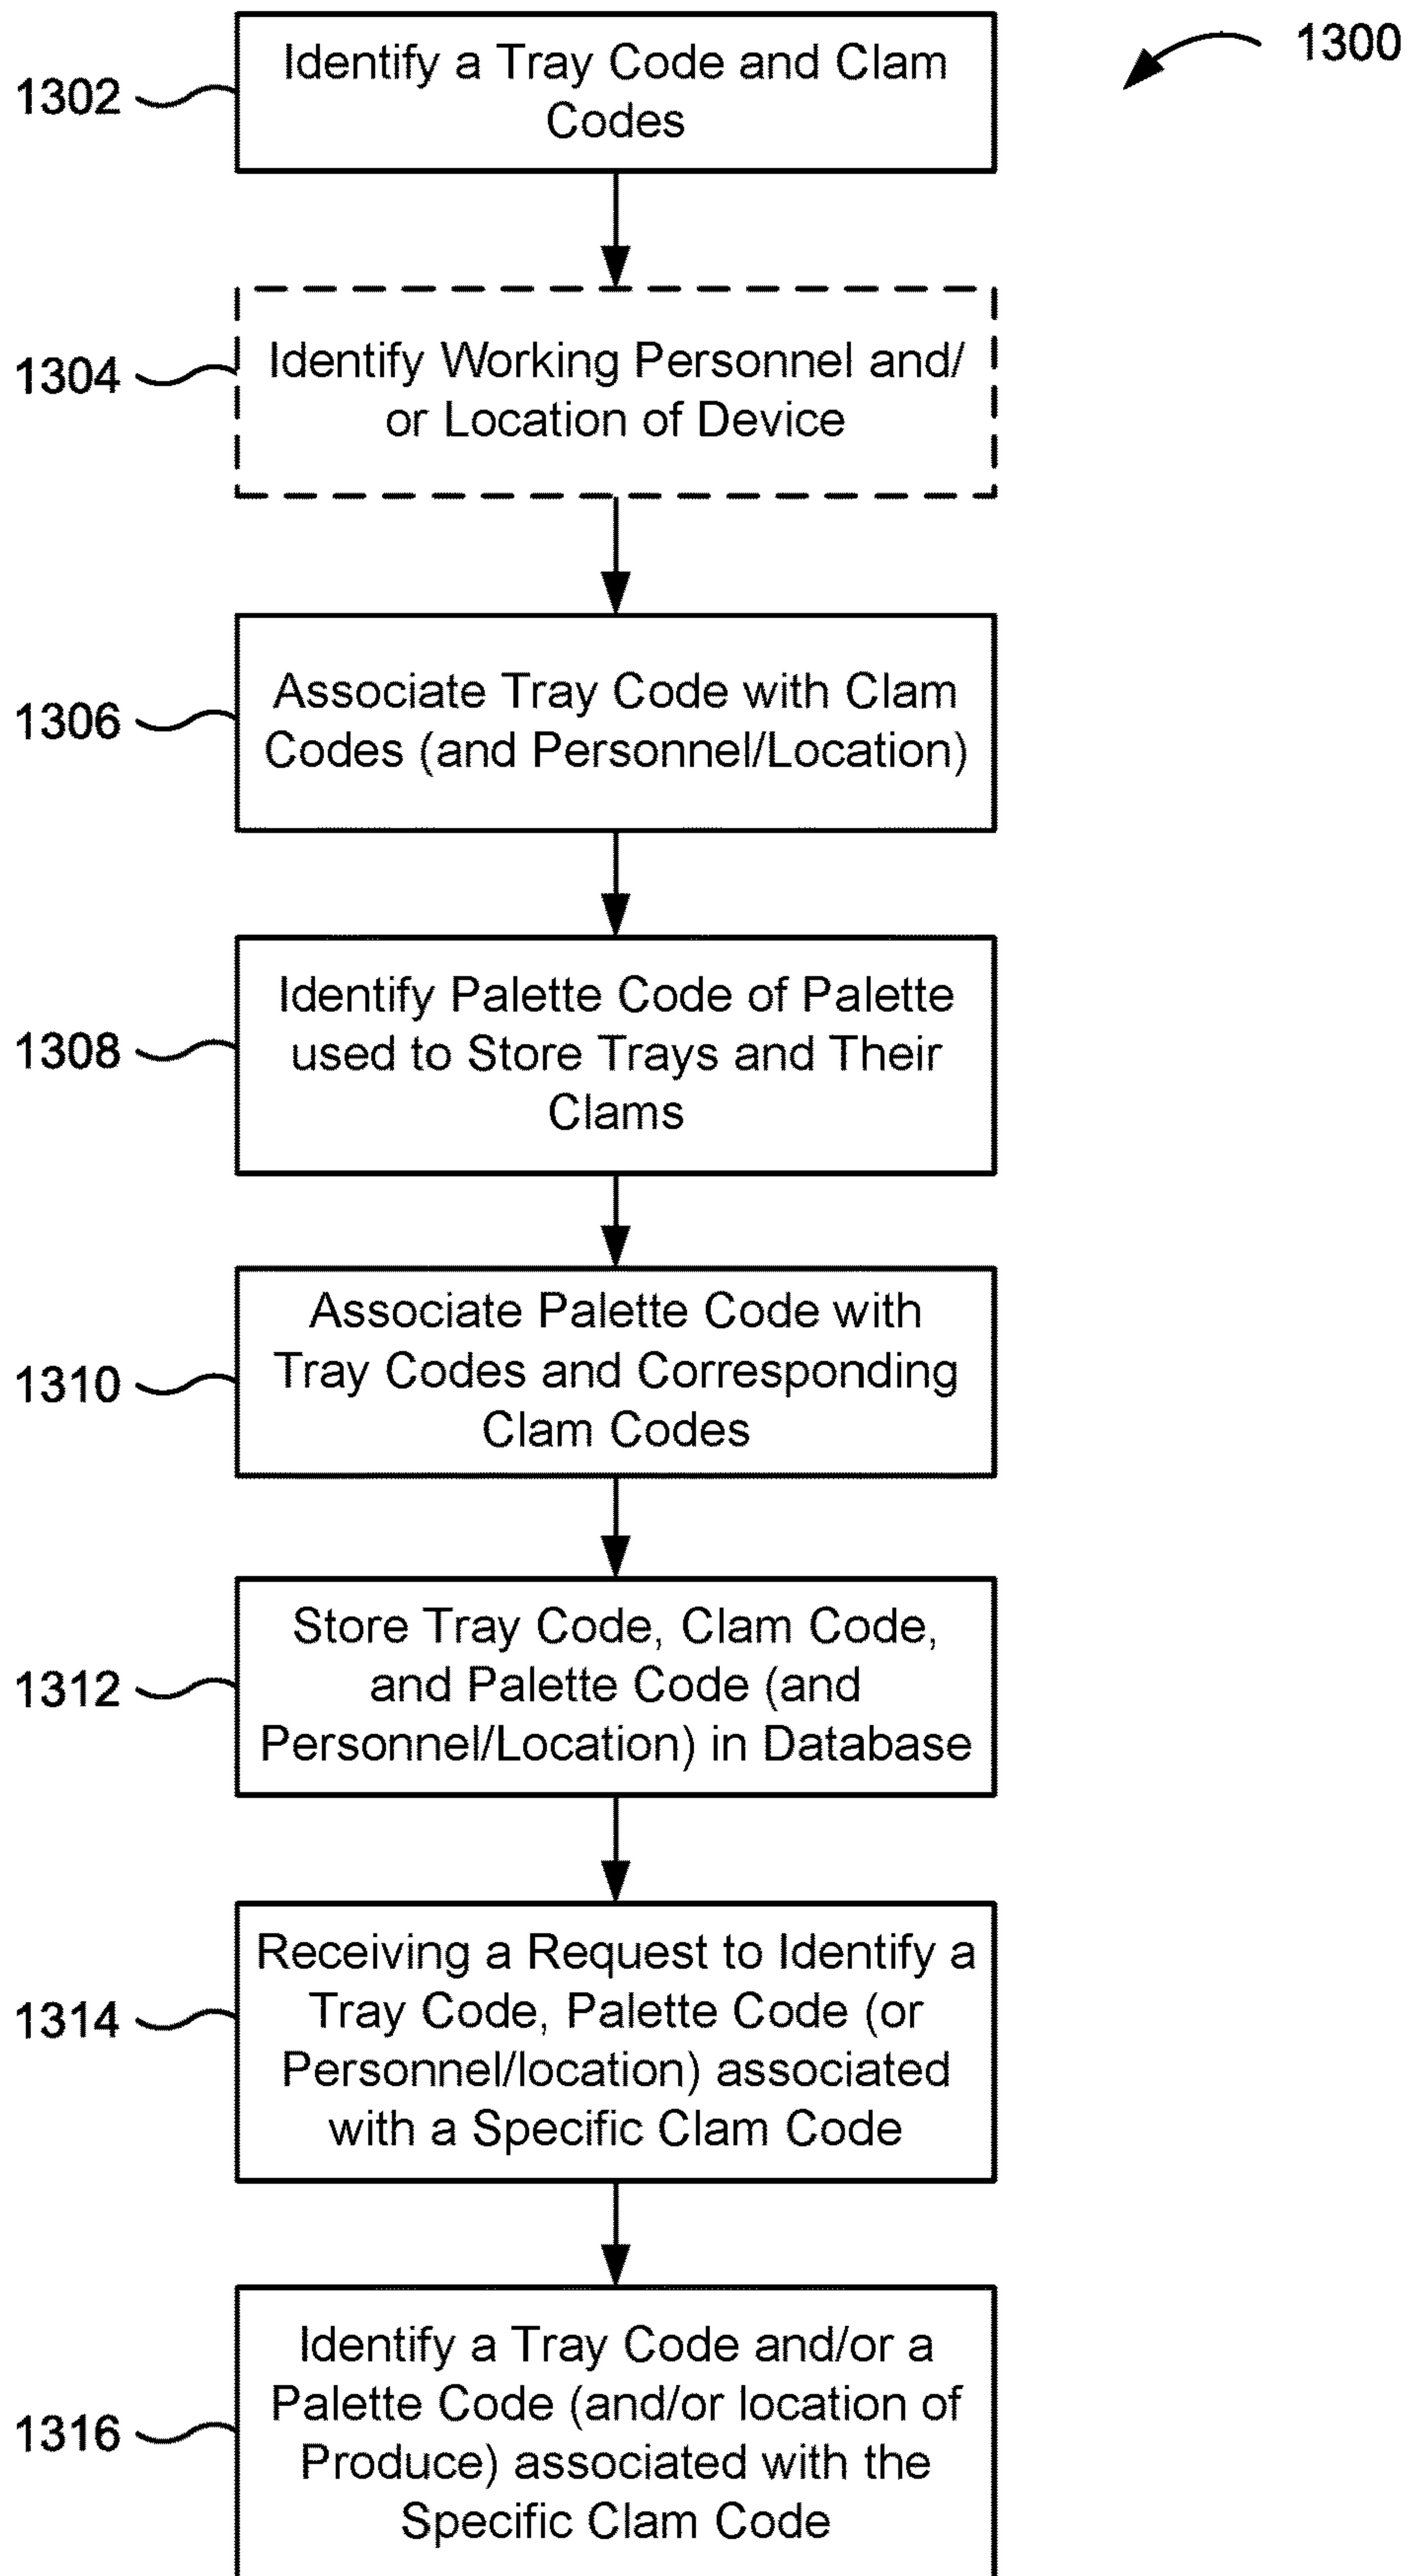 1300
1302
Identify a Tray Code and Clam
Codes
1304
Identify Working Personnel and/
or Location of Device
1306
Associate Tray Code with Clam
Codes (and Personnel/Location)
1308
Identify Palette Code of Palette
used to Store Trays and Their
Clams
1310
Associate Palette Code with
Tray Codes and Corresponding
Clam Codes
1312
Store Tray Code, Clam Code,
and Palette Code (and
Personnel/Location) in Database
1314
Receiving a Request to Identify a
Tray Code, Palette Code (or
Personnel/location) associated
with a Specific Clam Code
1316
Identify a Tray Code and/or a
Palette Code (and/or location of
Produce) associated with the
Specific Clam Code